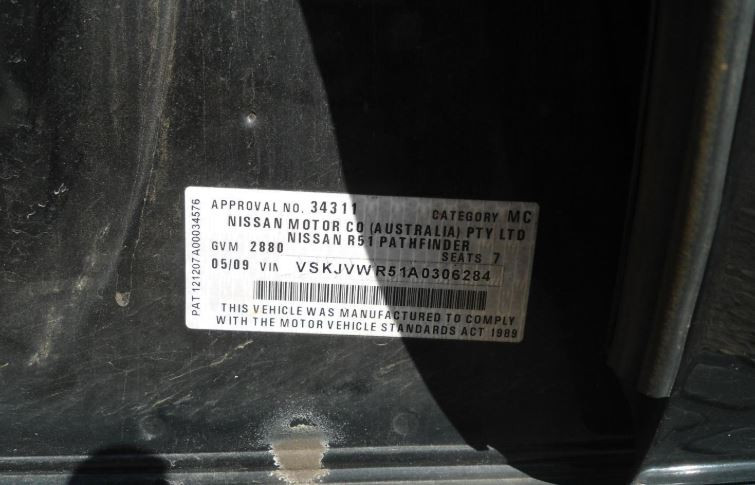 PAT 121207 A00034576
APPROVAL NO. 34311 CATEGORY MC
NISSAN MOTOR CO (AUSTRALIA) PTY LTD
NISSAN R51 PATHFINDER
GVM 2880 SEATS 7
05/09 VIN VSKJVWR51A0306284
THIS VEHICLE WAS MANUFACTURED TO COMPLY
WITH THE MOTOR VEHICLE STANDARDS ACT 1989